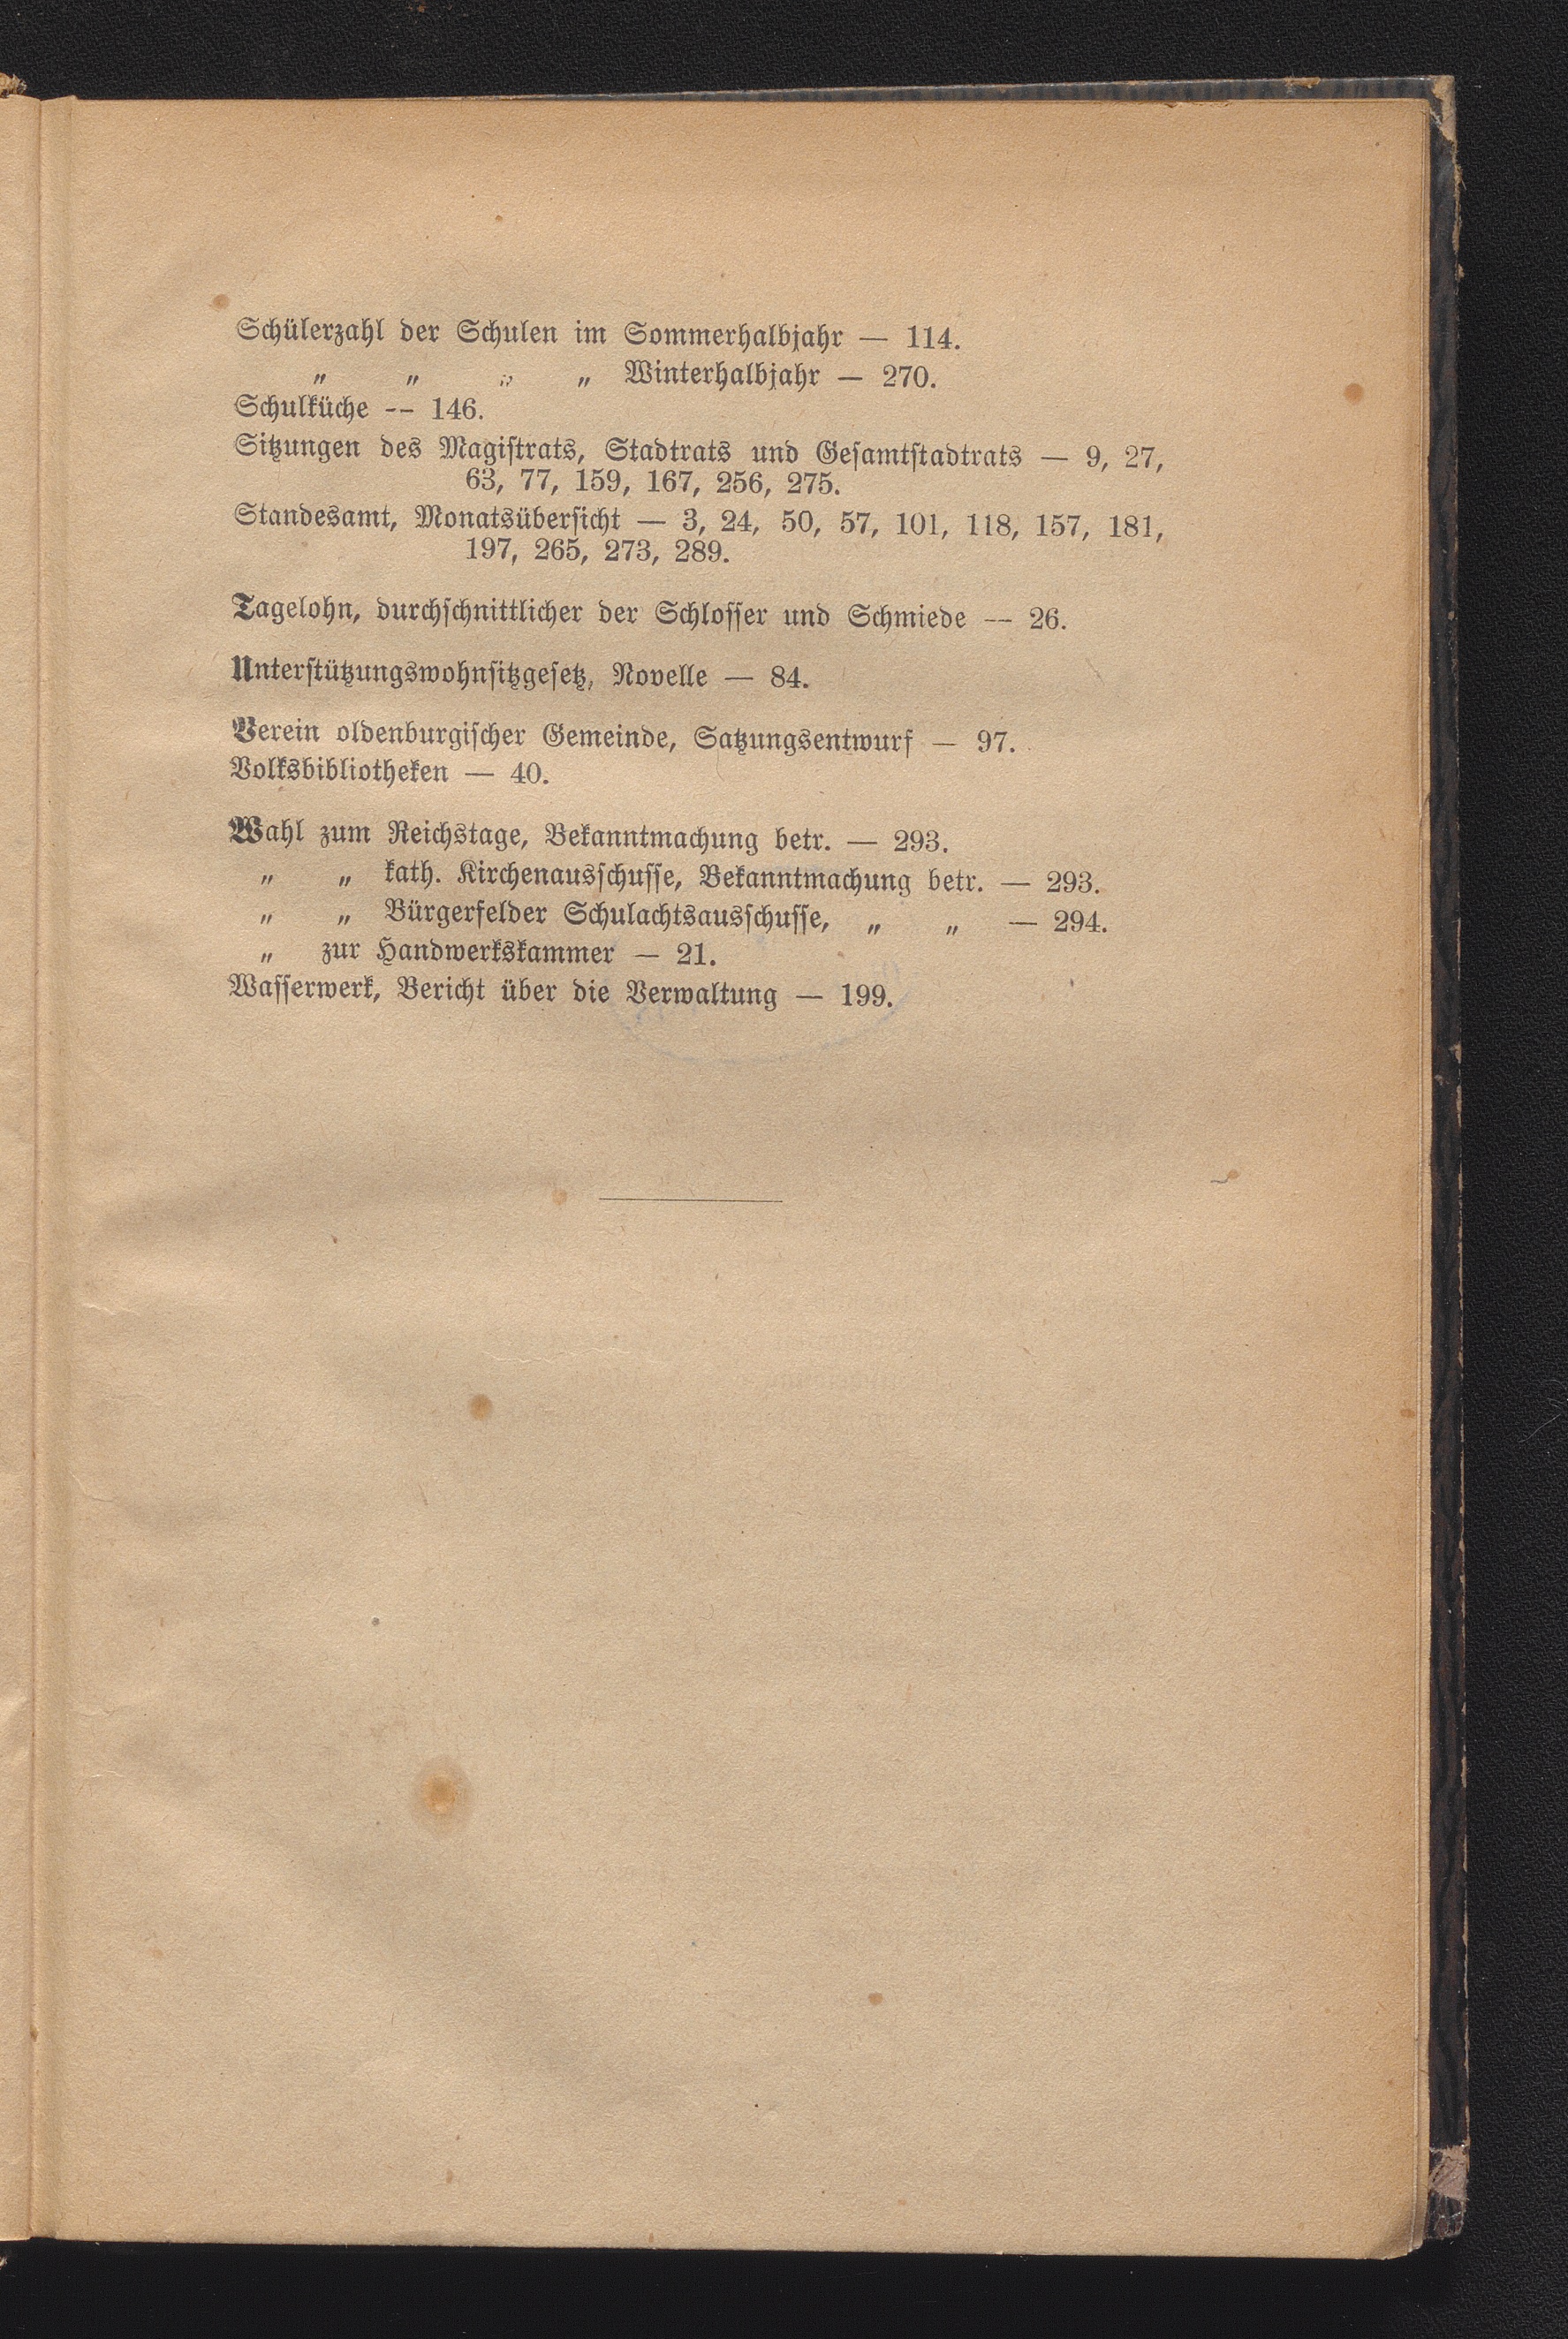 Schülerzahl der Schulen im Sommerhalbjahr — 114.
„ „ „ „ Winterhalbjahr — 270.
Schulküche -- 146.
Sitzungen des Magiſtrats, Stadtrats und Geſamtſtadtrats — 9, 27,
63, 77, 159, 167, 256, 275.
Standesamt, Monatsüberſicht — 3, 24, 50, 57, 101, 118, 157, 181,
197, 265, 273, 289.
Tagelohn, durchſchnittlicher der Schloſſer und Schmiede — 26.
Unterſtützungswohnſitzgeſetz, Novelle — 84.
Verein oldenburgiſcher Gemeinde, Satzungsentwurf — 97.
Volksbibliotheken — 40.
Wahl zum Reichstage, Bekanntmachung betr. — 293.
„ „ kath. Kirchenausſchuſſe, Bekanntmachung betr. — 293.
„ „ Bürgerfelder Schulachtsausſchuſſe, „ „ — 294.
„ zur Handwerkskammer — 21.
Waſſerwerk, Bericht über die Verwaltung — 199.